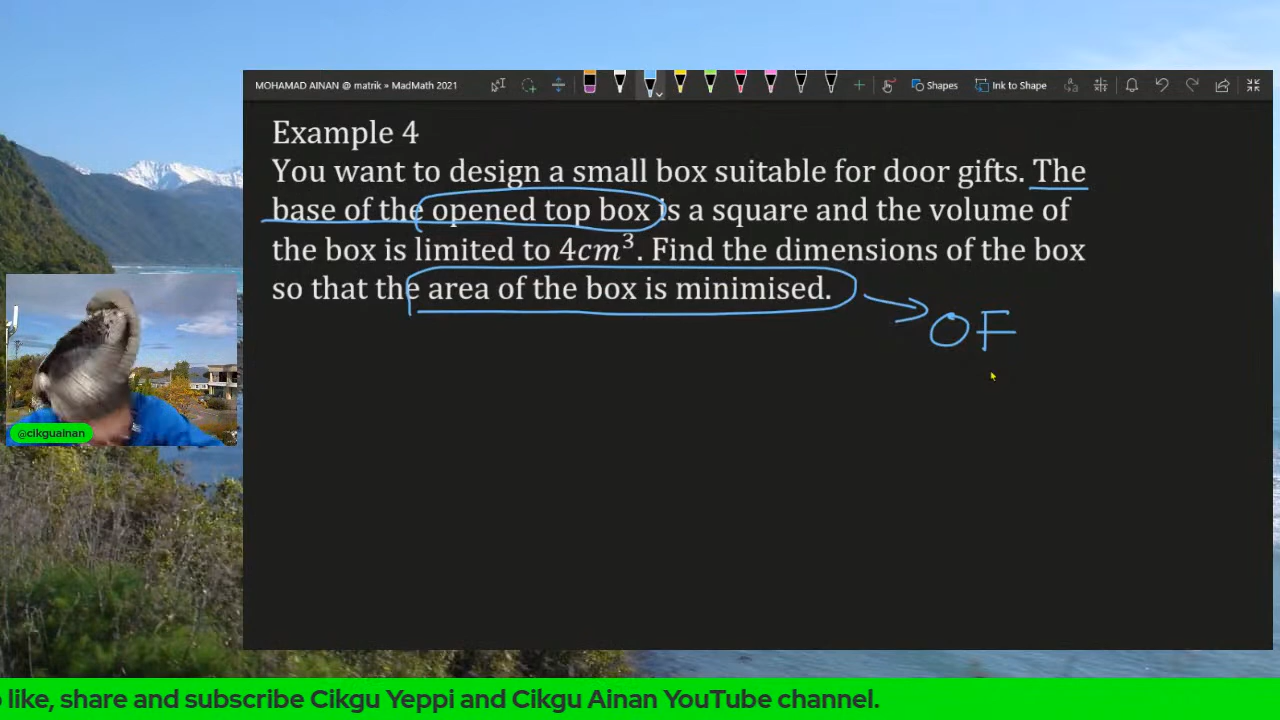 MOHAMAD AINAN @ matrik » MadMath 2021
Shapes
Ink to Shape
Example 4
You want to design a small box suitable for door gifts. The
base of the opened top box is a square and the volume of
the box is limited to 4cm³. Find the dimensions of the box
so that the area of the box is minimised.
OF
@cikguainan
o like, share and subscribe Cikgu Yeppi and Cikgu Ainan YouTube channel.